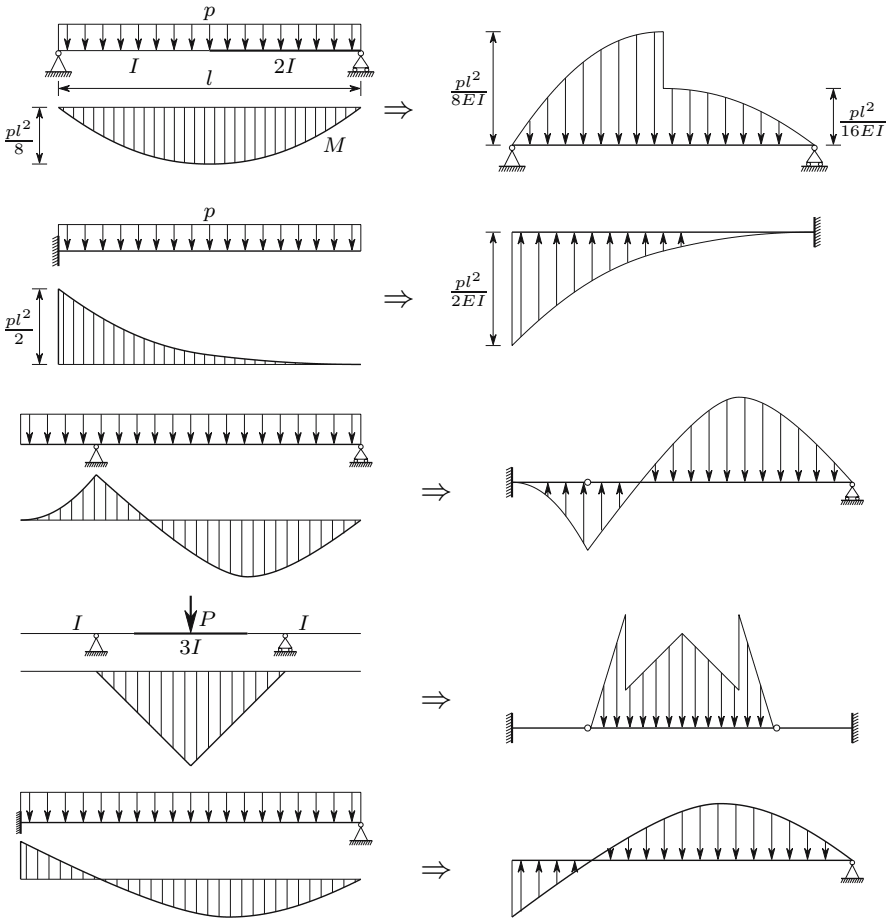 p
I 2I
l
pl²/8
M
⇒
pl²/8EI
pl²/16EI
p
pl²/2
⇒
pl²/2EI
⇒
I P I
3I
⇒
⇒